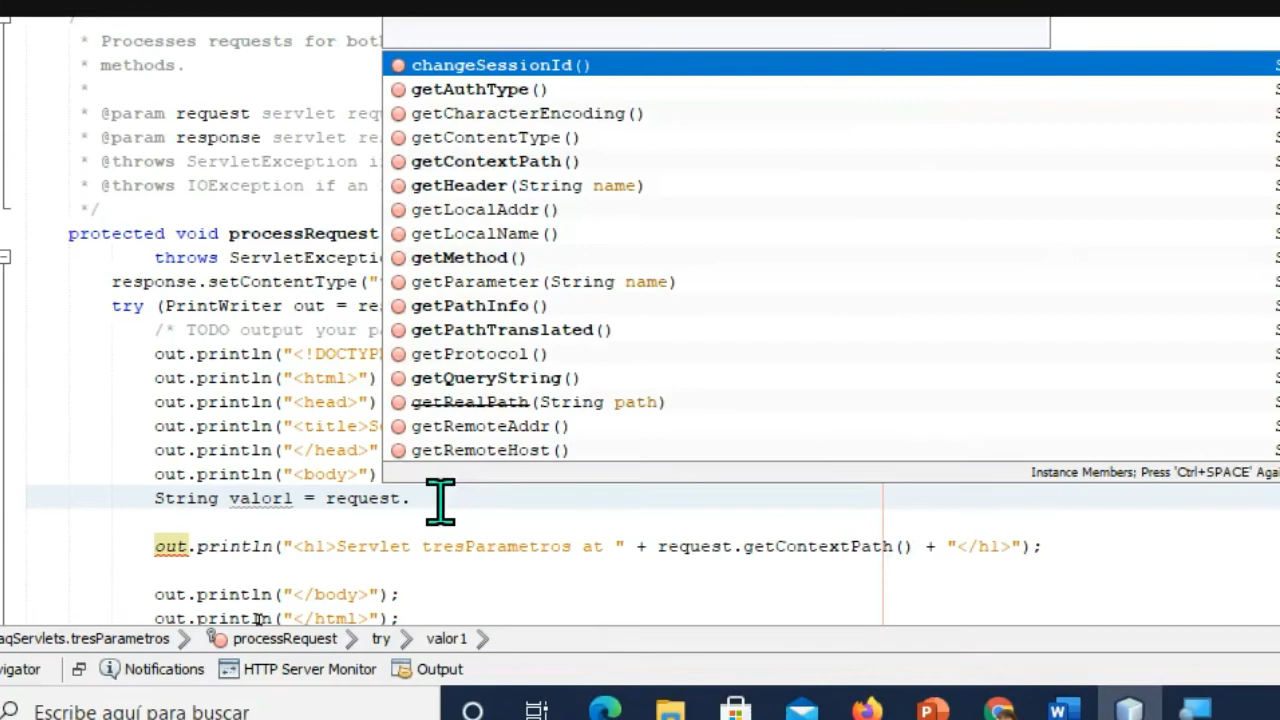 * Processes requests for bot
* methods.
*
* @param request servlet req
* @param response servlet re
* @throws ServletException i
* @throws IOException if an
*/
protected void processRequest
throws ServletExceptio
response.setContentType("
try (PrintWriter out = res
/* TODO output your p
out.println("<!DOCTYPE
out.println("<html>")
out.println("<head>")
out.println("<title>S
out.println("</head>"
out.println("<body>")
String valor1 = request.
out.println("<h1>Servlet tresParametros at " + request.getContextPath() + "</h1>");
out.println("</body>");
out.println("</html>");
changeSessionId()
getAuthType()
getCharacterEncoding()
getContentType()
getContextPath()
getHeader(String name)
getLocalAddr()
getLocalName()
getMethod()
getParameter(String name)
getPathInfo()
getPathTranslated()
getProtocol()
getQueryString()
getRealPath(String path)
getRemoteAddr()
getRemoteHost()
Instance Members; Press 'Ctrl+SPACE' Agai
aqServlets.tresParametros processRequest try valor1
vigator Notifications HTTP Server Monitor Output
Escribe aquí para buscar